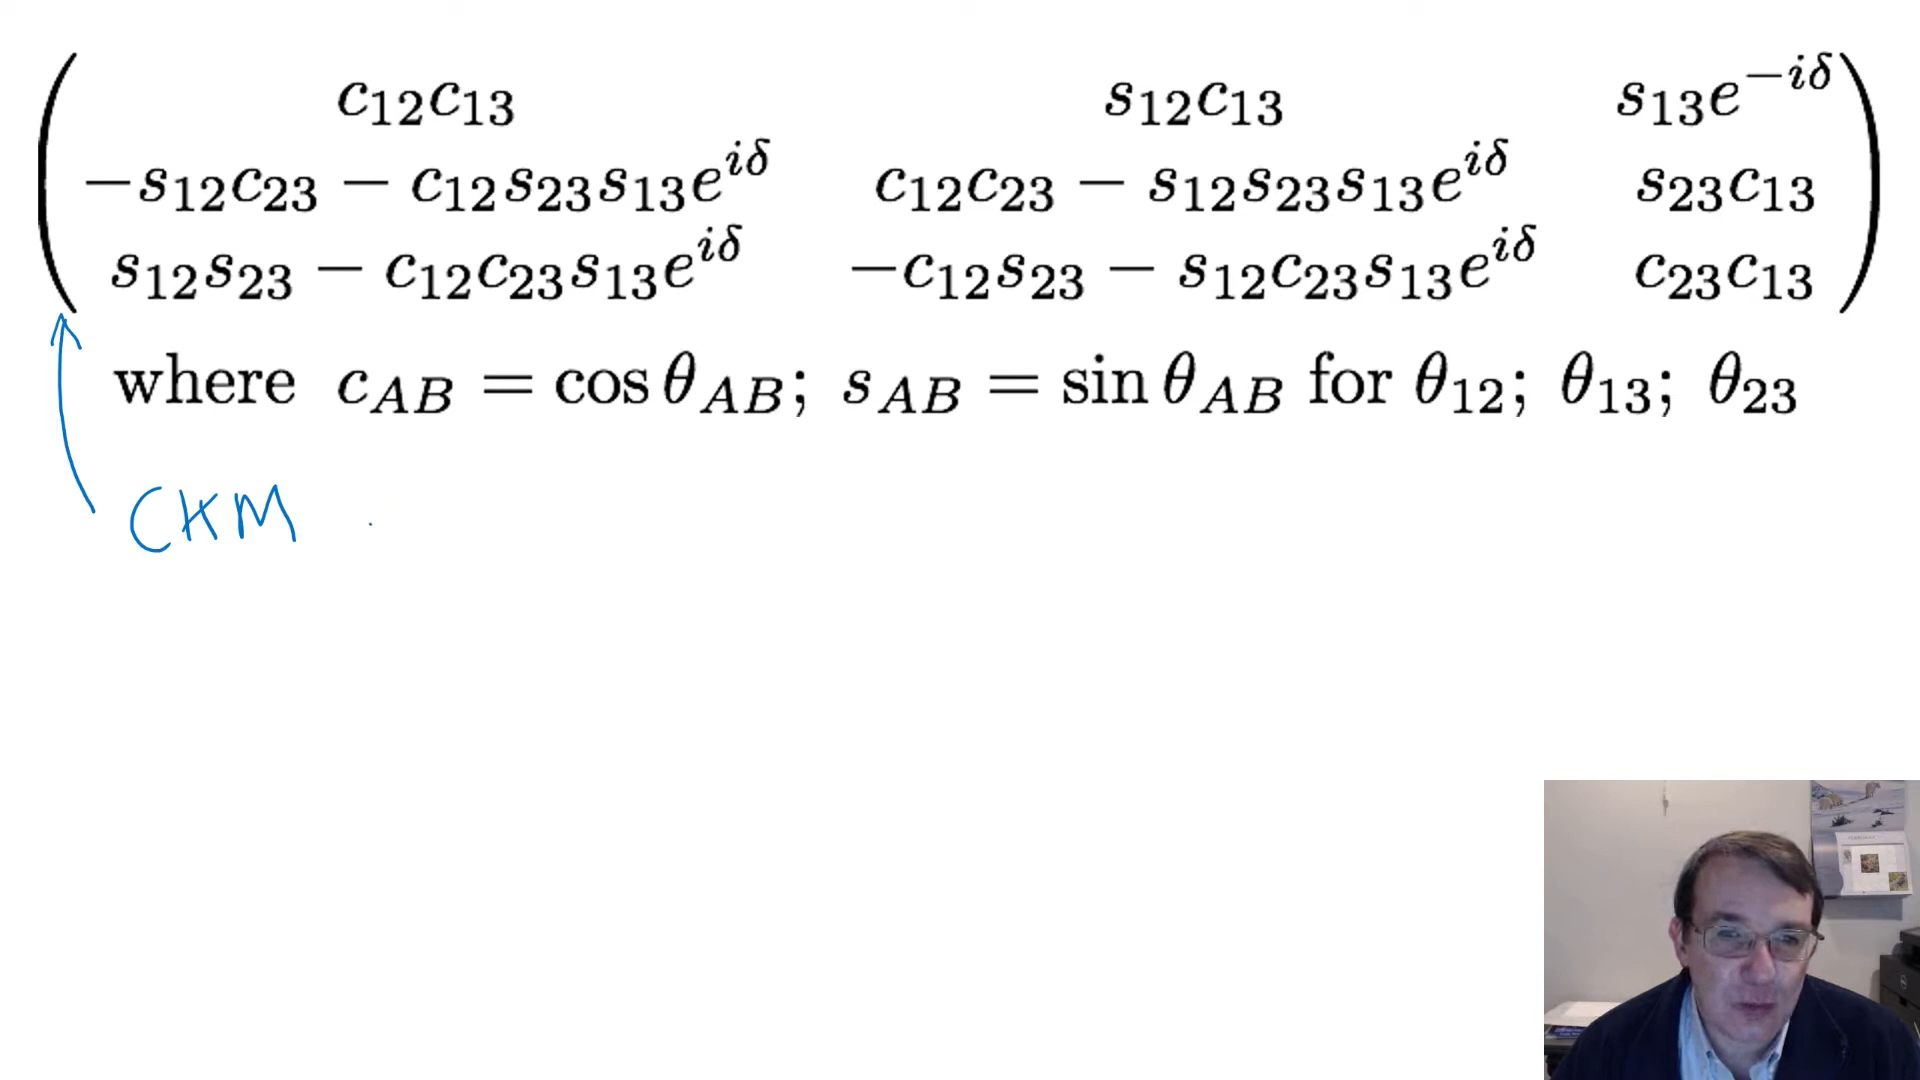 c₁₂c₁₃ s₁₂c₁₃ s₁₃e^{−iδ}
−s₁₂c₂₃ − c₁₂s₂₃s₁₃e^{iδ} c₁₂c₂₃ − s₁₂s₂₃s₁₃e^{iδ} s₂₃c₁₃
s₁₂s₂₃ − c₁₂c₂₃s₁₃e^{iδ} −c₁₂s₂₃ − s₁₂c₂₃s₁₃e^{iδ} c₂₃c₁₃
where c_{AB} = cos θ_{AB}; s_{AB} = sin θ_{AB} for θ₁₂; θ₁₃; θ₂₃
CKM